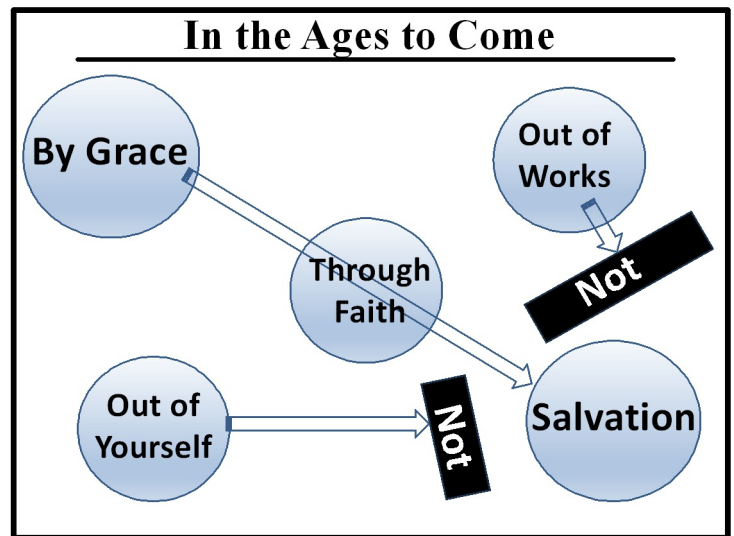 In the Ages to Come
By Grace
Out of
Works
Not
Through
Faith
Out of
Yourself
Not
Salvation